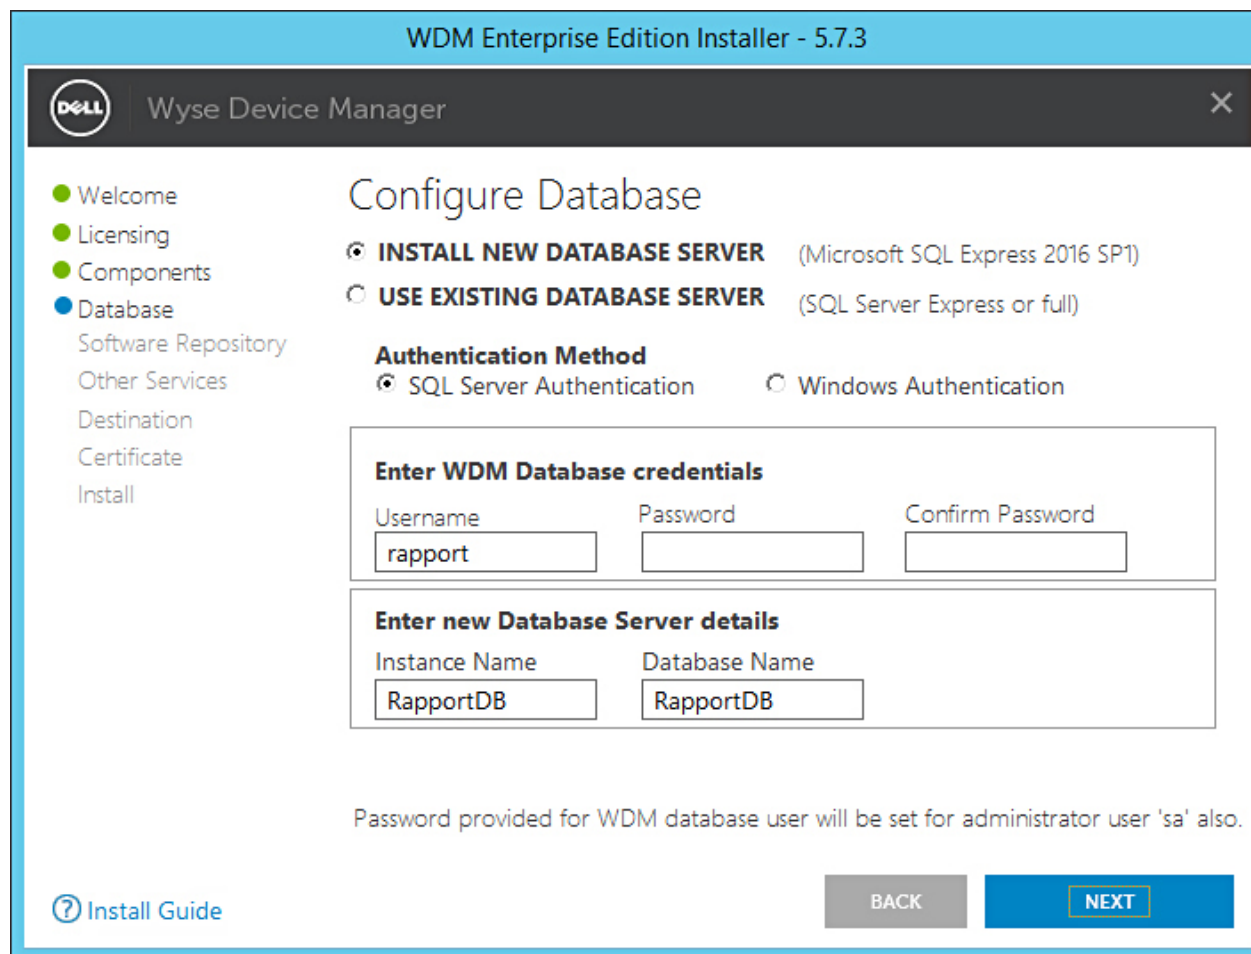 WDM Enterprise Edition Installer - 5.7.3
DELL Wyse Device Manager
Welcome
Licensing
Components
Database
Software Repository
Other Services
Destination
Certificate
Install
Configure Database
INSTALL NEW DATABASE SERVER (Microsoft SQL Express 2016 SP1)
USE EXISTING DATABASE SERVER (SQL Server Express or full)
Authentication Method
SQL Server Authentication Windows Authentication
Enter WDM Database credentials
Username Password Confirm Password
rapport
Enter new Database Server details
Instance Name Database Name
RapportDB RapportDB
Password provided for WDM database user will be set for administrator user 'sa' also.
? Install Guide BACK NEXT